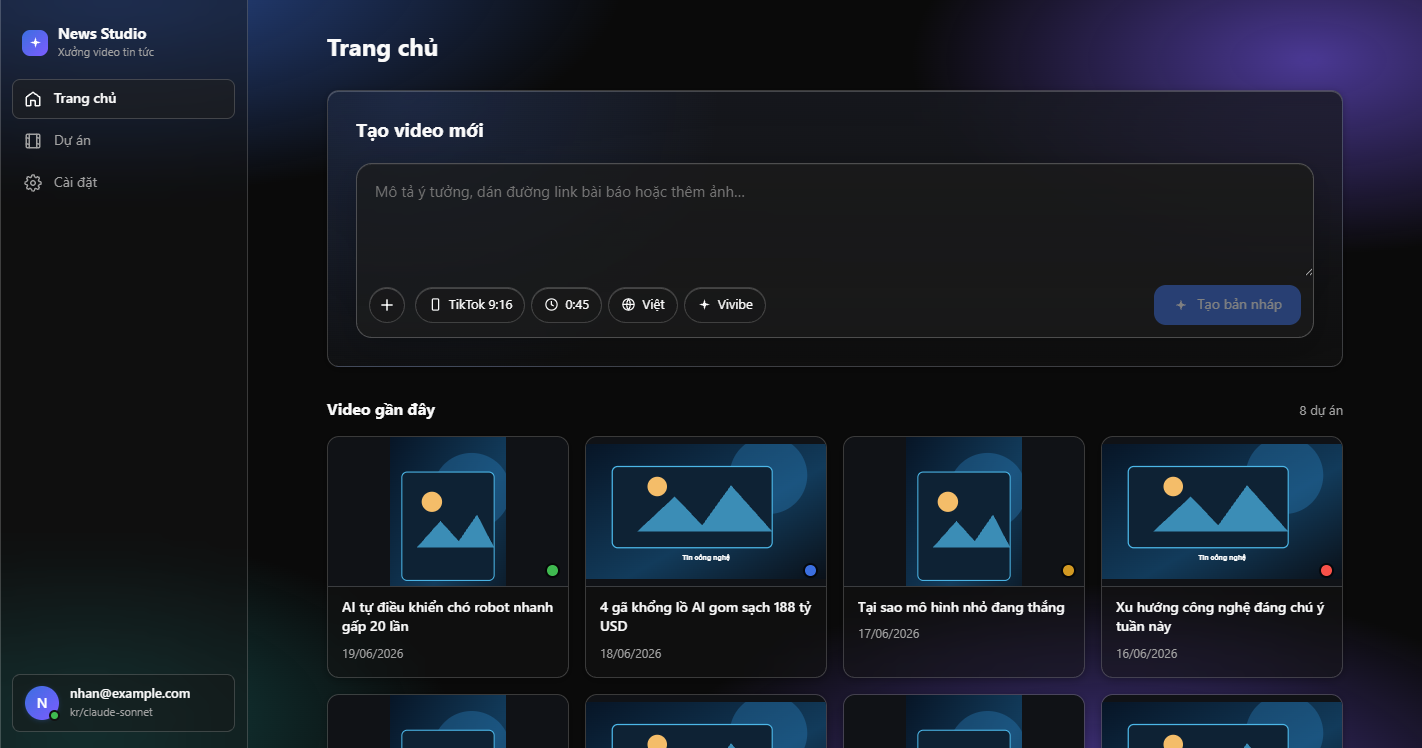 News Studio
Xưởng video tin tức
Trang chủ
Dự án
Cài đặt
N
nhan@example.com
kr/claude-sonnet
Trang chủ
Tạo video mới
Mô tả ý tưởng, dán đường link bài báo hoặc thêm ảnh...
TikTok 9:16
0:45
Việt
Vivibe
Tạo bản nháp
Video gần đây
8 dự án
AI tự điều khiển chó robot nhanh
gấp 20 lần
19/06/2026
Tin công nghệ
4 gã khổng lồ AI gom sạch 188 tỷ
USD
18/06/2026
Tại sao mô hình nhỏ đang thắng
17/06/2026
Tin công nghệ
Xu hướng công nghệ đáng chú ý
tuần này
16/06/2026